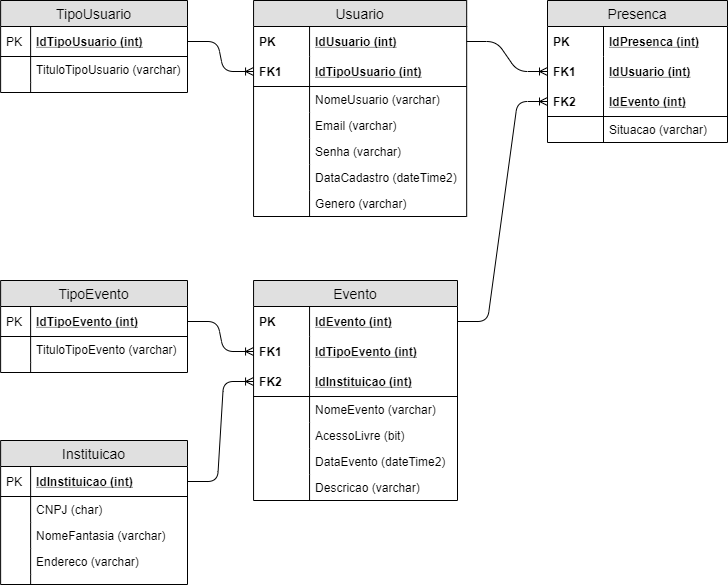 TipoUsuario
PK IdTipoUsuario (int)
TituloTipoUsuario (varchar)
Usuario
PK IdUsuario (int)
FK1 IdTipoUsuario (int)
NomeUsuario (varchar)
Email (varchar)
Senha (varchar)
DataCadastro (dateTime2)
Genero (varchar)
Presenca
PK IdPresenca (int)
FK1 IdUsuario (int)
FK2 IdEvento (int)
Situacao (varchar)
TipoEvento
PK IdTipoEvento (int)
TituloTipoEvento (varchar)
Evento
PK IdEvento (int)
FK1 IdTipoEvento (int)
FK2 IdInstituicao (int)
NomeEvento (varchar)
AcessoLivre (bit)
DataEvento (dateTime2)
Descricao (varchar)
Instituicao
PK IdInstituicao (int)
CNPJ (char)
NomeFantasia (varchar)
Endereco (varchar)